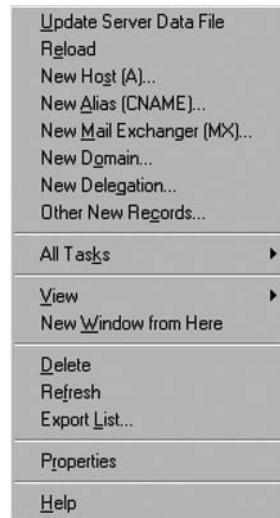 Update Server Data File
Reload
New Host (A)...
New Alias (CNAME)...
New Mail Exchanger (MX)...
New Domain...
New Delegation...
Other New Records...
All Tasks
View
New Window from Here
Delete
Refresh
Export List...
Properties
Help